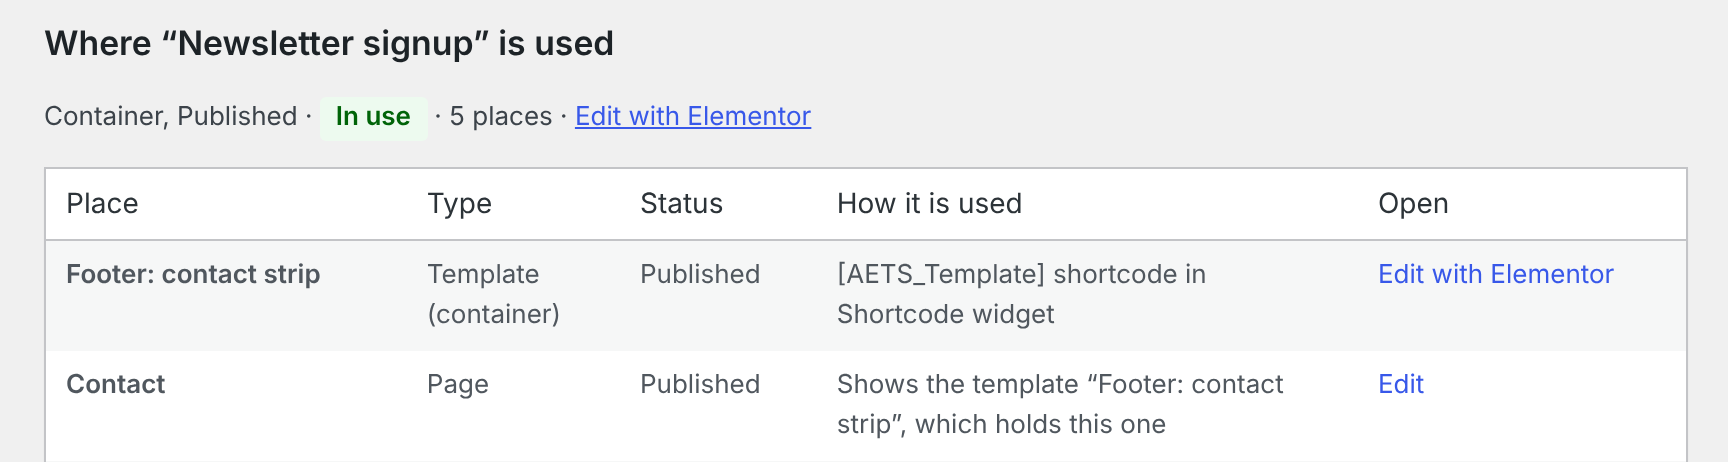 Where “Newsletter signup” is used
Container, Published · In use · 5 places · Edit with Elementor
Place Type Status How it is used Open
Footer: contact strip Template Published [AETS_Template] shortcode in Edit with Elementor
(container) Shortcode widget
Contact Page Published Shows the template “Footer: contact Edit
strip”, which holds this one